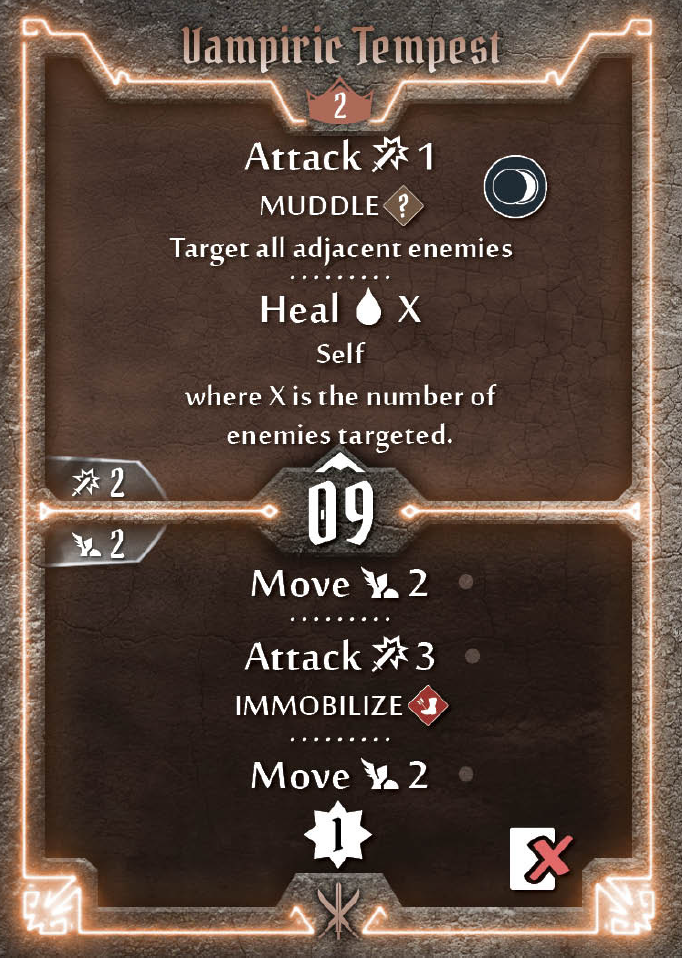 Vampiric Tempest
2
Attack 1
MUDDLE ?
Target all adjacent enemies
Heal X
Self
where X is the number of
enemies targeted.
2
09
2
Move 2
Attack 3
IMMOBILIZE
Move 2
1